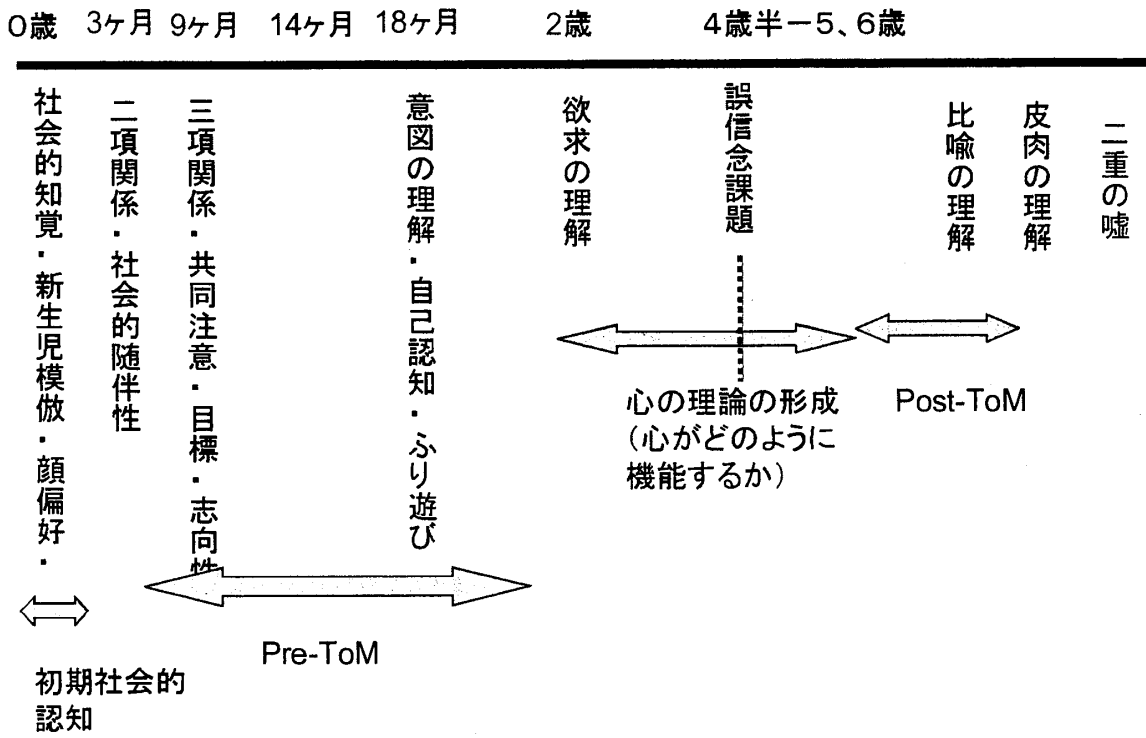 0歳 3ヶ月 9ヶ月 14ヶ月 18ヶ月 2歳 4歳半－5、6歳
社会的知覚・新生児模倣・顔偏好・
二項関係・社会的随伴性
三項関係・共同注意・目標・志向性
意図の理解・自己認知・ふり遊び
欲求の理解
誤信念課題
比喩の理解
皮肉の理解
二重の嘘
心の理論の形成
（心がどのように
機能するか）
Post-ToM
Pre-ToM
初期社会的
認知